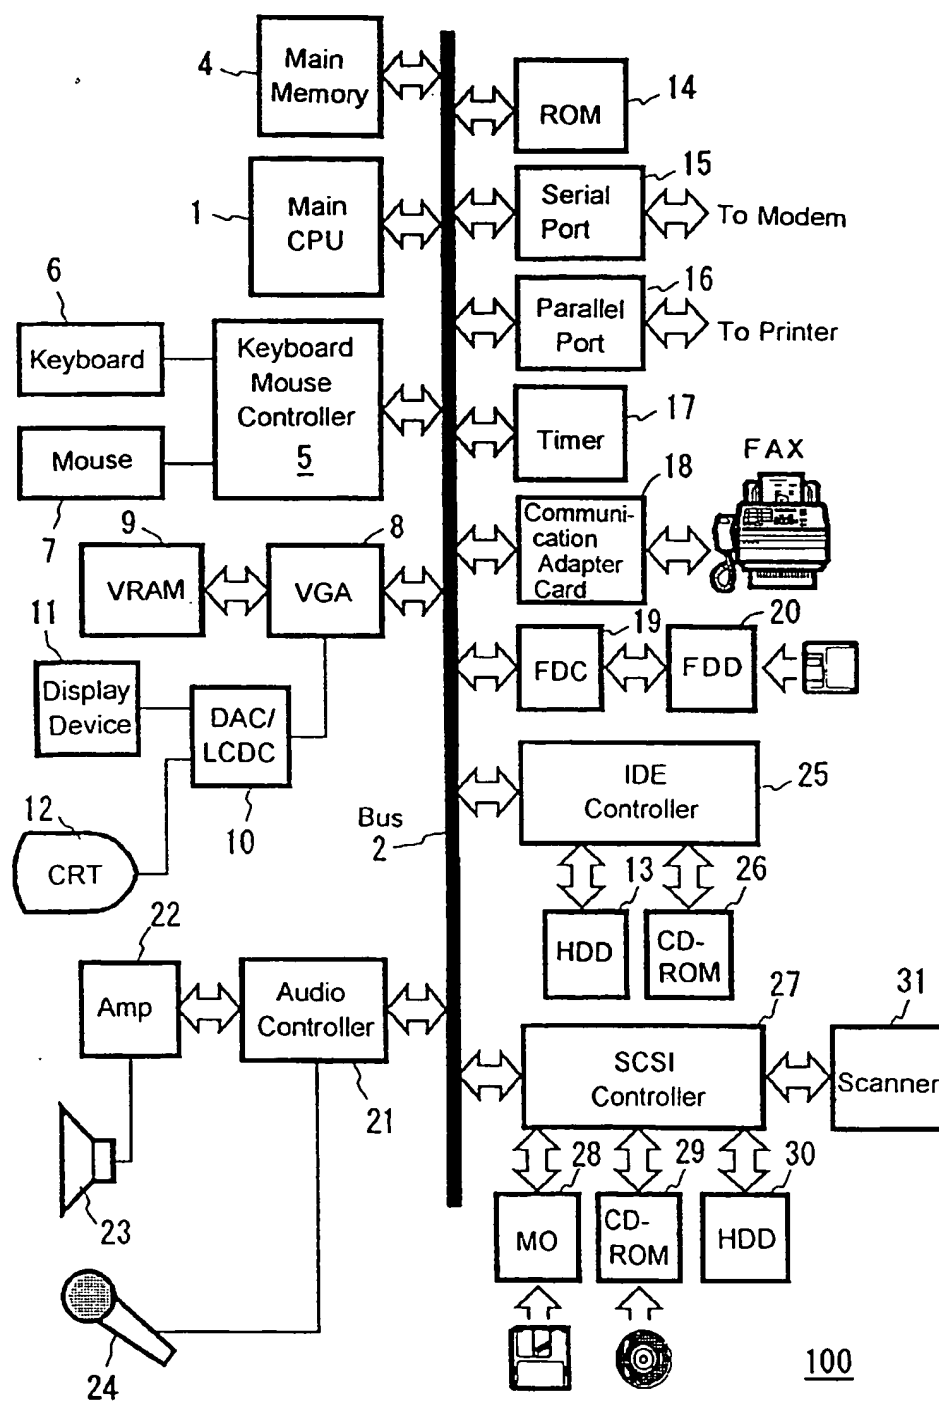 4
Main
Memory
ROM
14
1
Main
CPU
15
Serial
Port
To Modem
6
Keyboard
Keyboard
Mouse
Controller
5
16
Parallel
Port
To Printer
Mouse
7
17
Timer
FAX
9
VRAM
8
VGA
18
Communi-
cation
Adapter
Card
11
Display
Device
DAC/
LCDC
10
19
FDC
20
FDD
12
CRT
Bus
2
IDE
Controller
25
13
HDD
26
CD-
ROM
22
Amp
Audio
Controller
21
27
SCSI
Controller
31
Scanner
23
28
MO
29
CD-
ROM
30
HDD
24
100